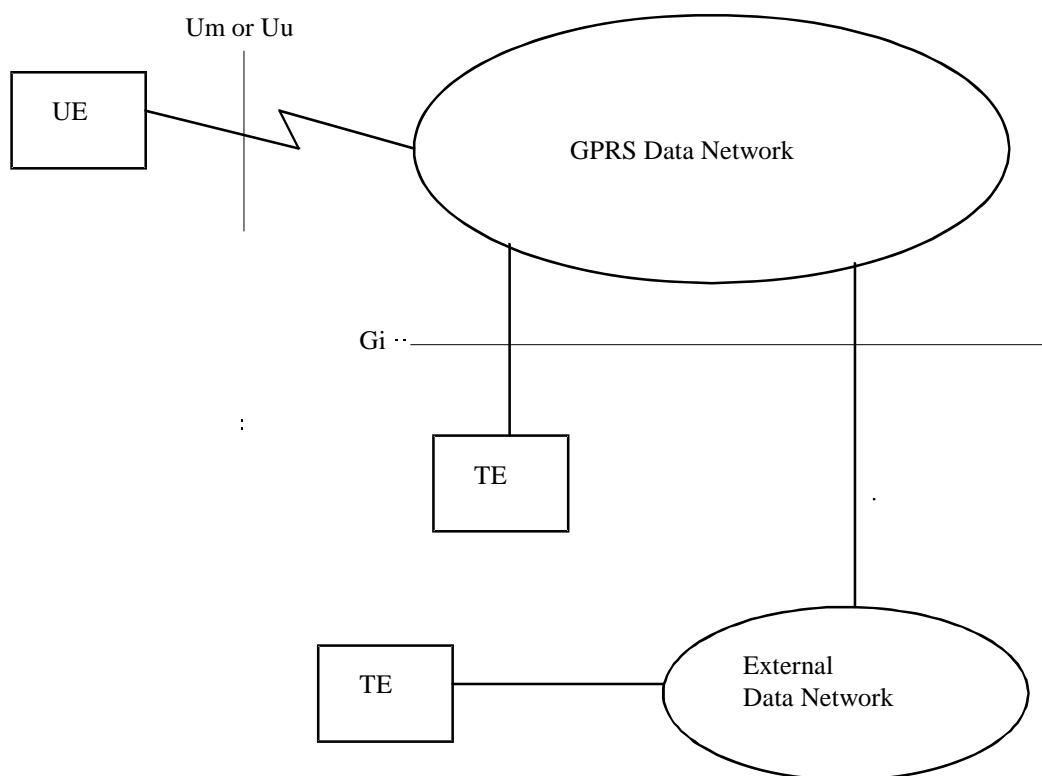 Um or Uu
UE
GPRS Data Network
Gi
TE
TE
External
Data Network